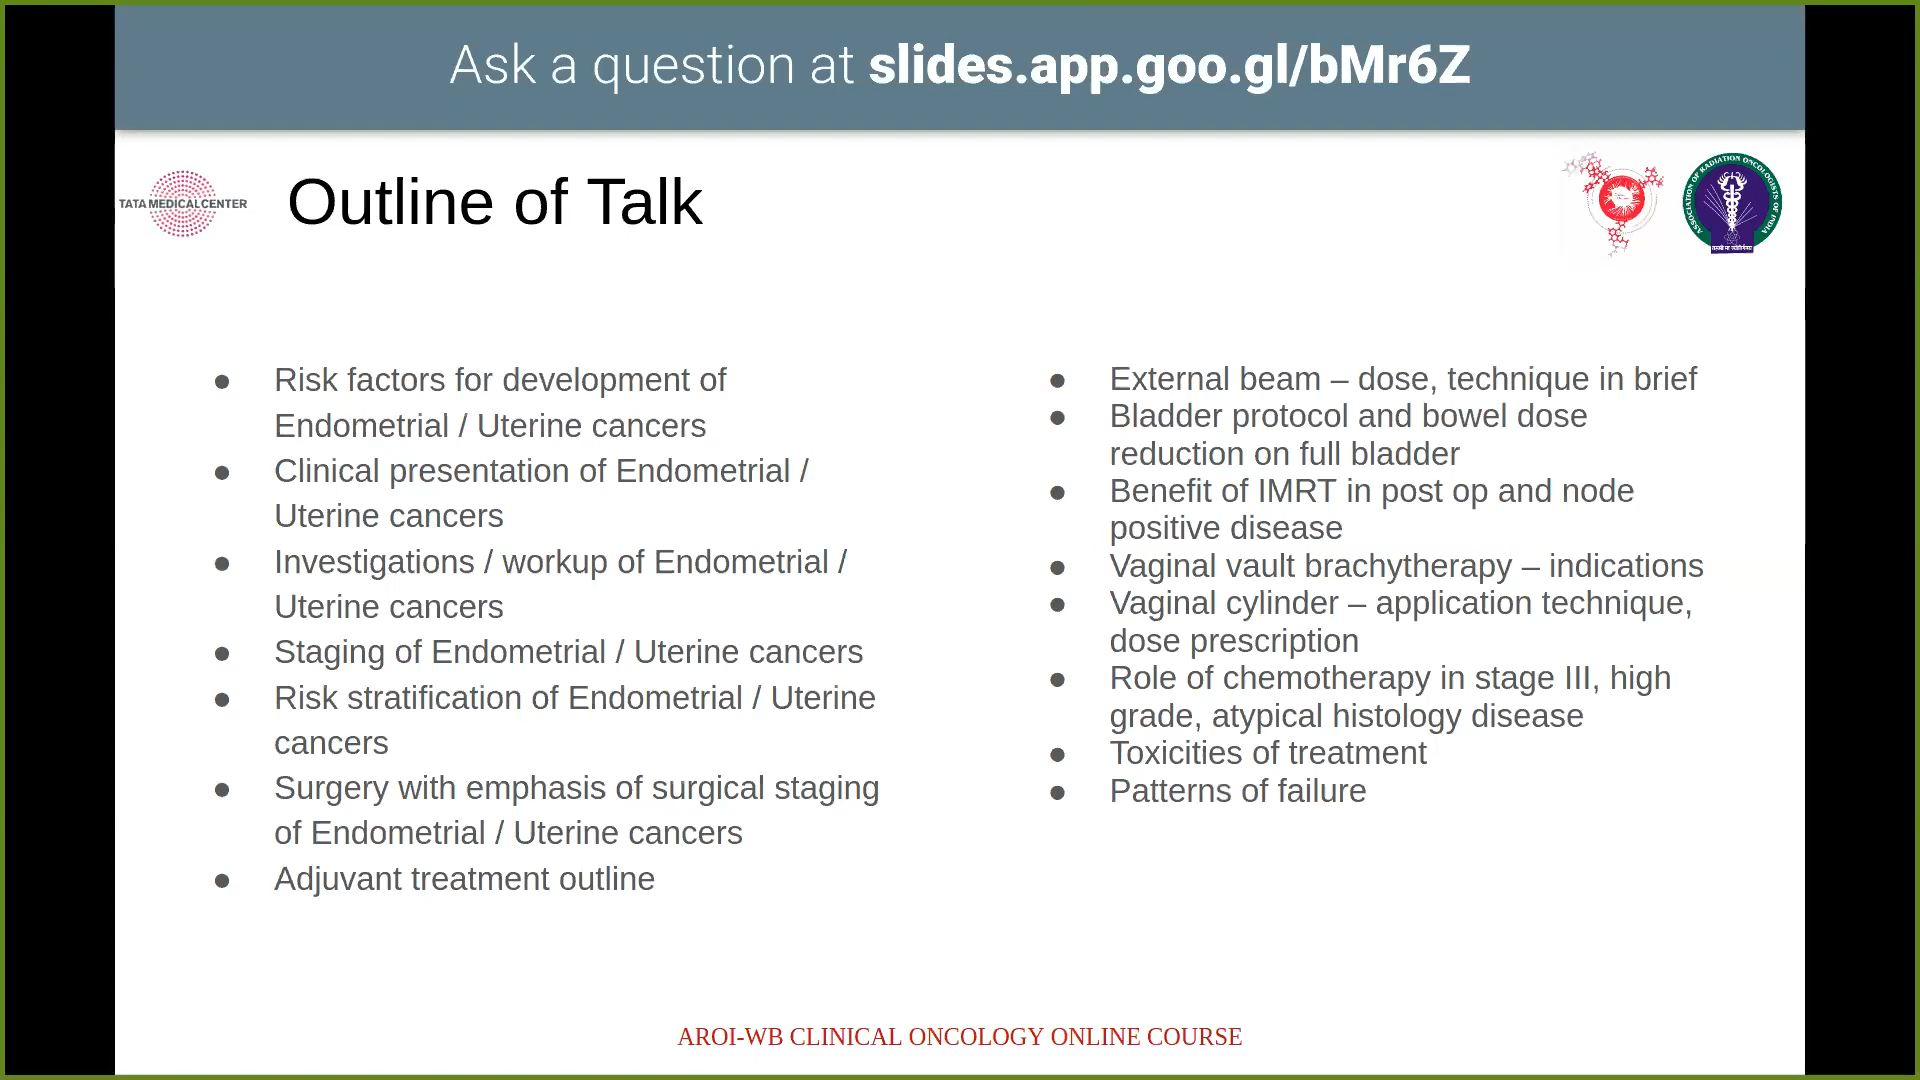 Ask a question at slides.app.goo.gl/bMr6Z
TATA MEDICAL CENTER
Outline of Talk
ASSOCIATION OF RADIATION ONCOLOGISTS OF INDIA
● Risk factors for development of
Endometrial / Uterine cancers
● Clinical presentation of Endometrial /
Uterine cancers
● Investigations / workup of Endometrial /
Uterine cancers
● Staging of Endometrial / Uterine cancers
● Risk stratification of Endometrial / Uterine
cancers
● Surgery with emphasis of surgical staging
of Endometrial / Uterine cancers
● Adjuvant treatment outline
● External beam – dose, technique in brief
● Bladder protocol and bowel dose
reduction on full bladder
● Benefit of IMRT in post op and node
positive disease
● Vaginal vault brachytherapy – indications
● Vaginal cylinder – application technique,
dose prescription
● Role of chemotherapy in stage III, high
grade, atypical histology disease
● Toxicities of treatment
● Patterns of failure
AROI-WB CLINICAL ONCOLOGY ONLINE COURSE